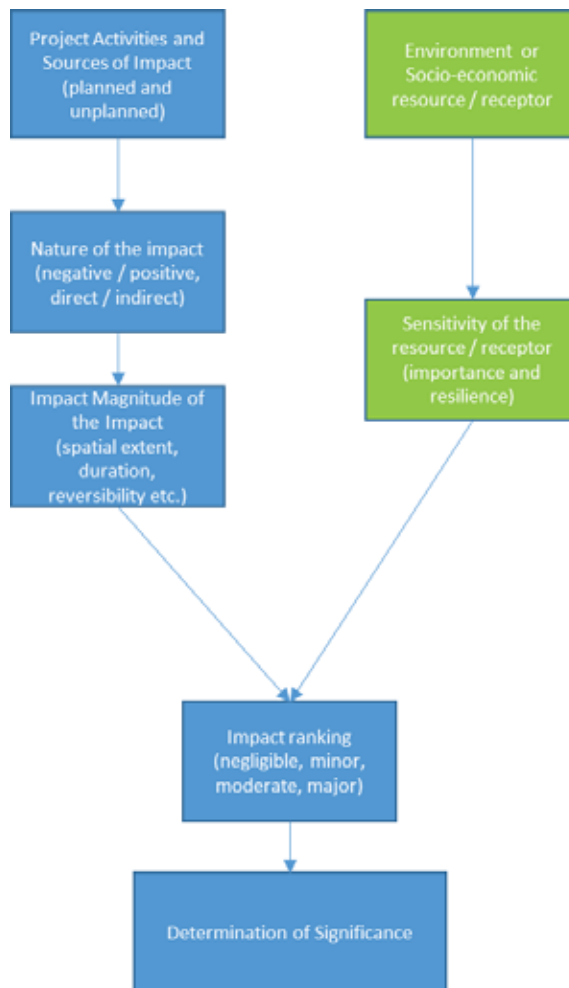 Project Activities and
Sources of Impact
(planned and
unplanned)
Environment or
Socio-economic
resource / receptor
Nature of the impact
(negative / positive,
direct / indirect)
Sensitivity of the
resource / receptor
(importance and
resilience)
Impact Magnitude of
the Impact
(spatial extent,
duration,
reversibility etc.)
Impact ranking
(negligible, minor,
moderate, major)
Determination of Significance